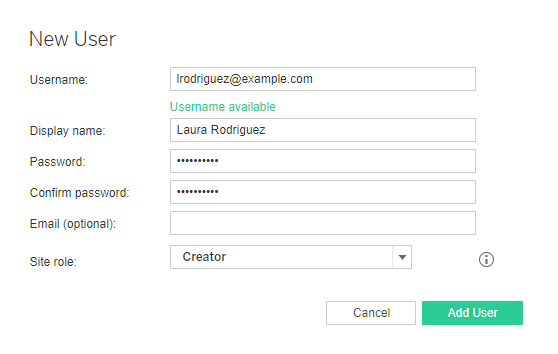 New User
Username: lrodriguez@example.com
Username available
Display name: Laura Rodriguez
Password: ••••••••••
Confirm password: ••••••••••
Email (optional):
Site role: Creator
Cancel Add User